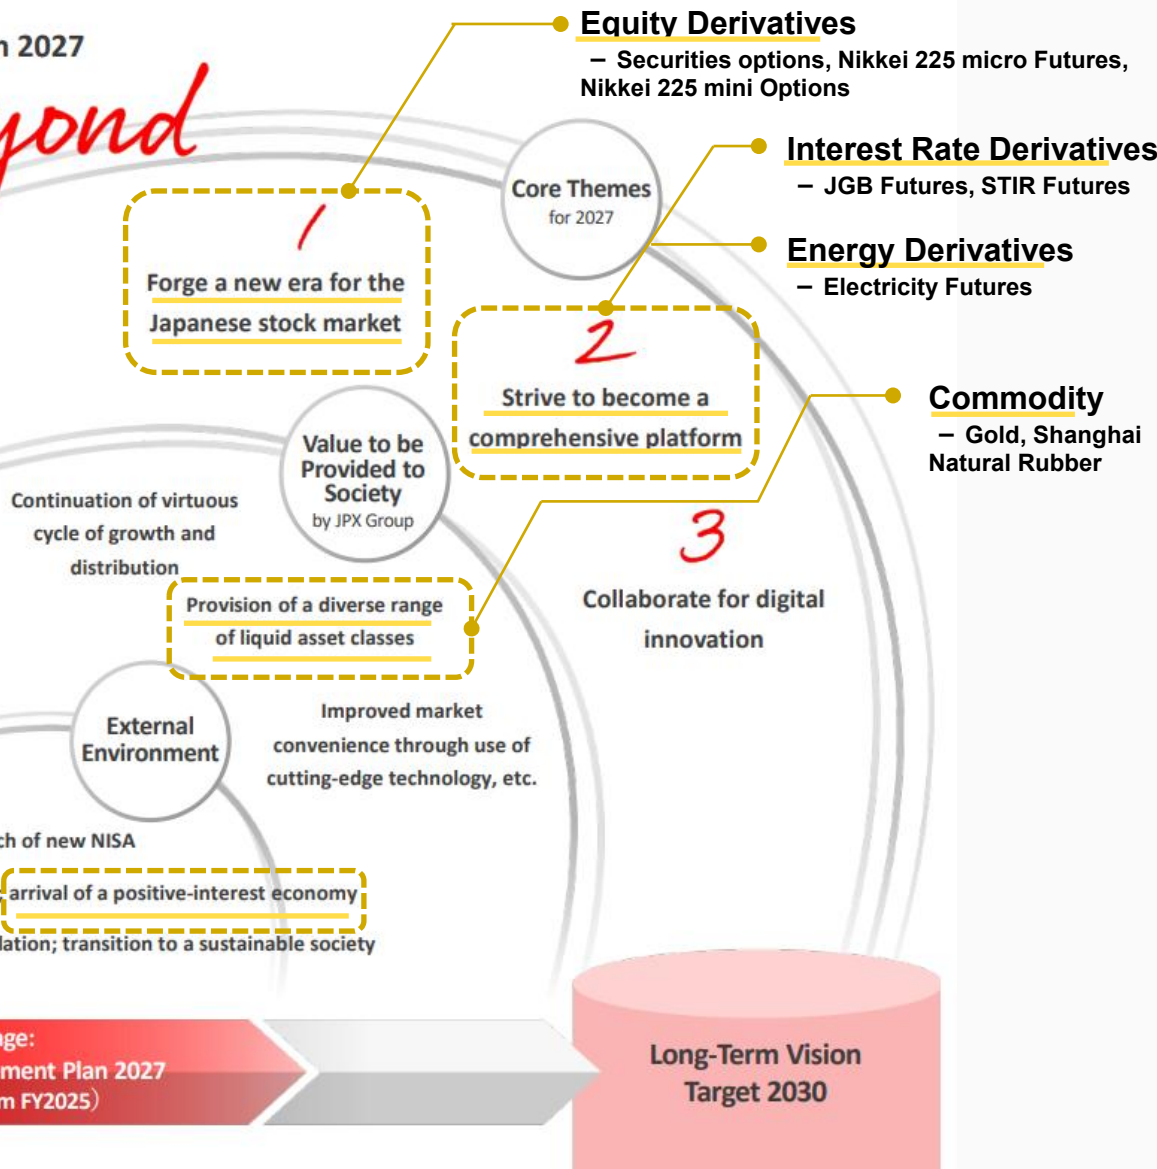 n 2027
yond
Equity Derivatives
– Securities options, Nikkei 225 micro Futures,
Nikkei 225 mini Options
Core Themes
for 2027
Interest Rate Derivatives
– JGB Futures, STIR Futures
Energy Derivatives
– Electricity Futures
1
Forge a new era for the
Japanese stock market
2
Strive to become a
comprehensive platform
Commodity
– Gold, Shanghai
Natural Rubber
Value to be
Provided to
Society
by JPX Group
Continuation of virtuous
cycle of growth and
distribution
3
Collaborate for digital
innovation
Provision of a diverse range
of liquid asset classes
External
Environment
Improved market
convenience through use of
cutting-edge technology, etc.
ch of new NISA
; arrival of a positive-interest economy
lation; transition to a sustainable society
nge:
ment Plan 2027
m FY2025）
Long-Term Vision
Target 2030